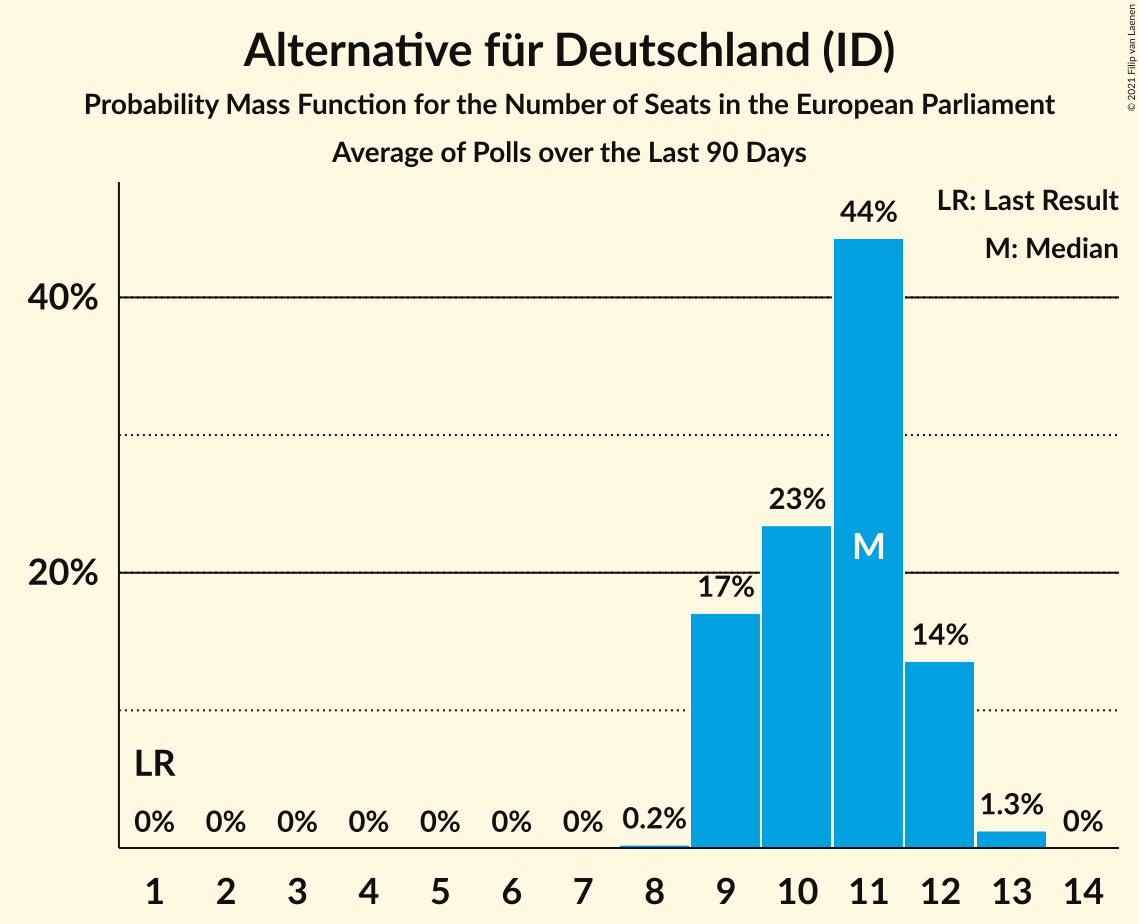 Alternative für Deutschland (ID)
Probability Mass Function for the Number of Seats in the European Parliament
Average of Polls over the Last 90 Days
© 2021 Filip van Laenen
LR: Last Result
M: Median
44%
40%
23%
M
20%
17%
14%
LR
0% 0% 0% 0% 0% 0% 0% 0.2% 1.3% 0%
1 2 3 4 5 6 7 8 9 10 11 12 13 14